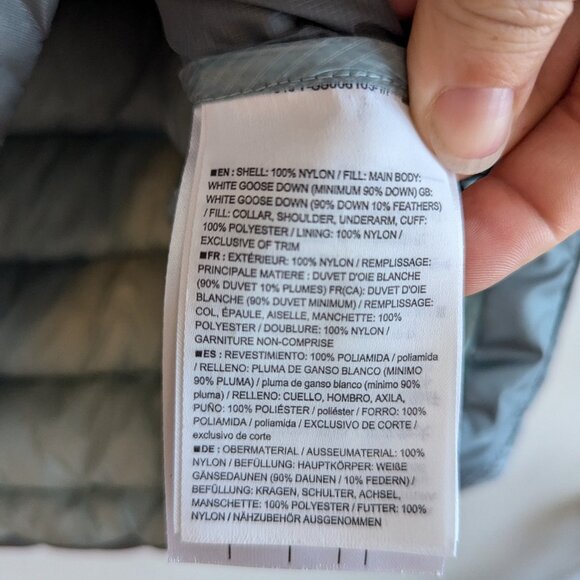 ■EN : SHELL: 100% NYLON / FILL: MAIN BODY:
WHITE GOOSE DOWN (MINIMUM 90% DOWN) GB:
WHITE GOOSE DOWN (90% DOWN 10% FEATHERS)
/ FILL: COLLAR, SHOULDER, UNDERARM, CUFF:
100% POLYESTER / LINING: 100% NYLON /
EXCLUSIVE OF TRIM
■FR : EXTÉRIEUR: 100% NYLON / REMPLISSAGE:
PRINCIPALE MATIERE : DUVET D'OIE BLANCHE
(90% DUVET 10% PLUMES) FR(CA): DUVET D'OIE
BLANCHE (90% DUVET MINIMUM) / REMPLISSAGE:
COL, ÉPAULE, AISELLE, MANCHETTE: 100%
POLYESTER / DOUBLURE: 100% NYLON /
GARNITURE NON-COMPRISE
■ES : REVESTIMIENTO: 100% POLIAMIDA / poliamida
/ RELLENO: PLUMA DE GANSO BLANCO (MINIMO
90% PLUMA) / pluma de ganso blanco (minimo 90%
pluma) / RELLENO: CUELLO, HOMBRO, AXILA,
PUÑO: 100% POLIÉSTER / poliéster / FORRO: 100%
POLIAMIDA / poliamida / EXCLUSIVO DE CORTE /
exclusivo de corte
■DE : OBERMATERIAL / AUSSEUMATERIAL: 100%
NYLON / BEFÜLLUNG: HAUPTKÖRPER: WEIßE
GÄNSEDAUNEN (90% DAUNEN / 10% FEDERN) /
BEFÜLLUNG: KRAGEN, SCHULTER, ACHSEL,
MANSCHETTE: 100% POLYESTER / FUTTER: 100%
NYLON / NÄHZUBEHÖR AUSGENOMMEN